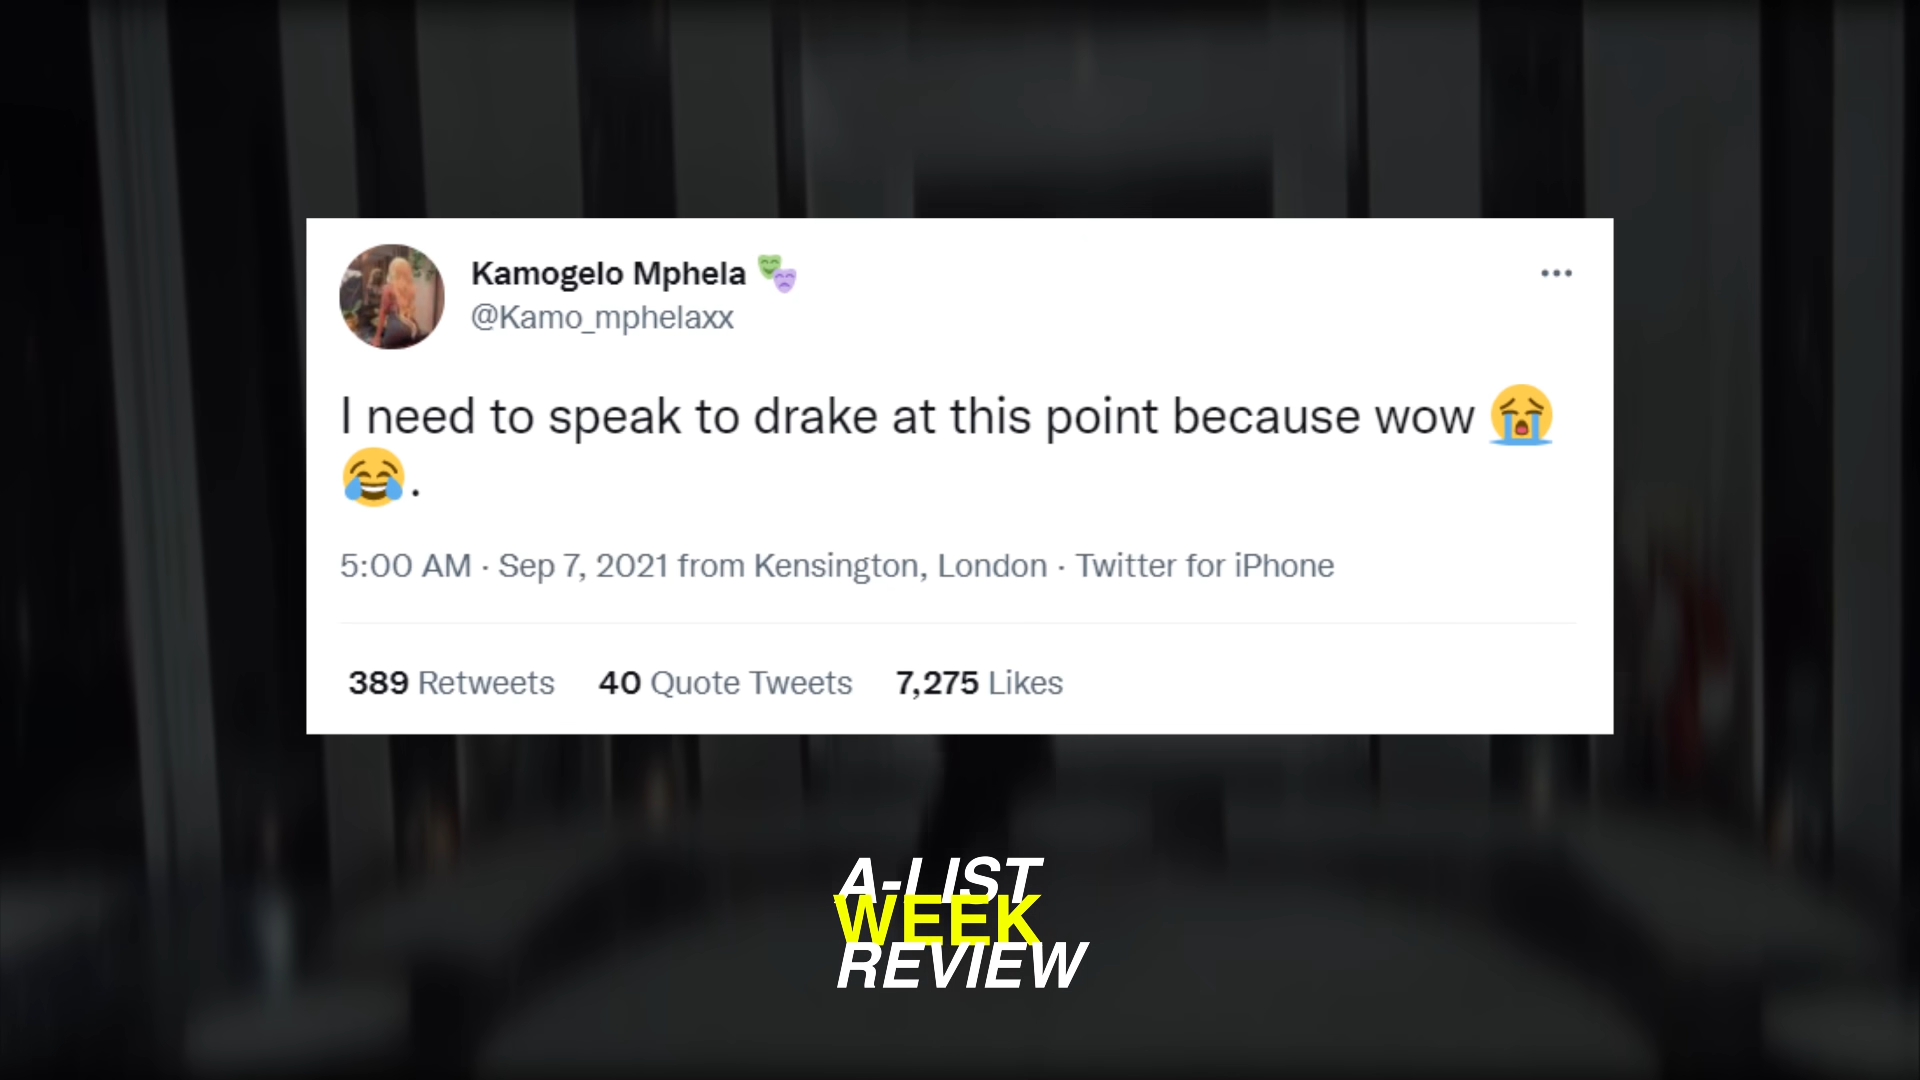 Kamogelo Mphela 🎭
@Kamo_mphelaxx
I need to speak to drake at this point because wow 😭
😂.
5:00 AM · Sep 7, 2021 from Kensington, London · Twitter for iPhone
389 Retweets 40 Quote Tweets 7,275 Likes
A-LIST
WEEK
REVIEW